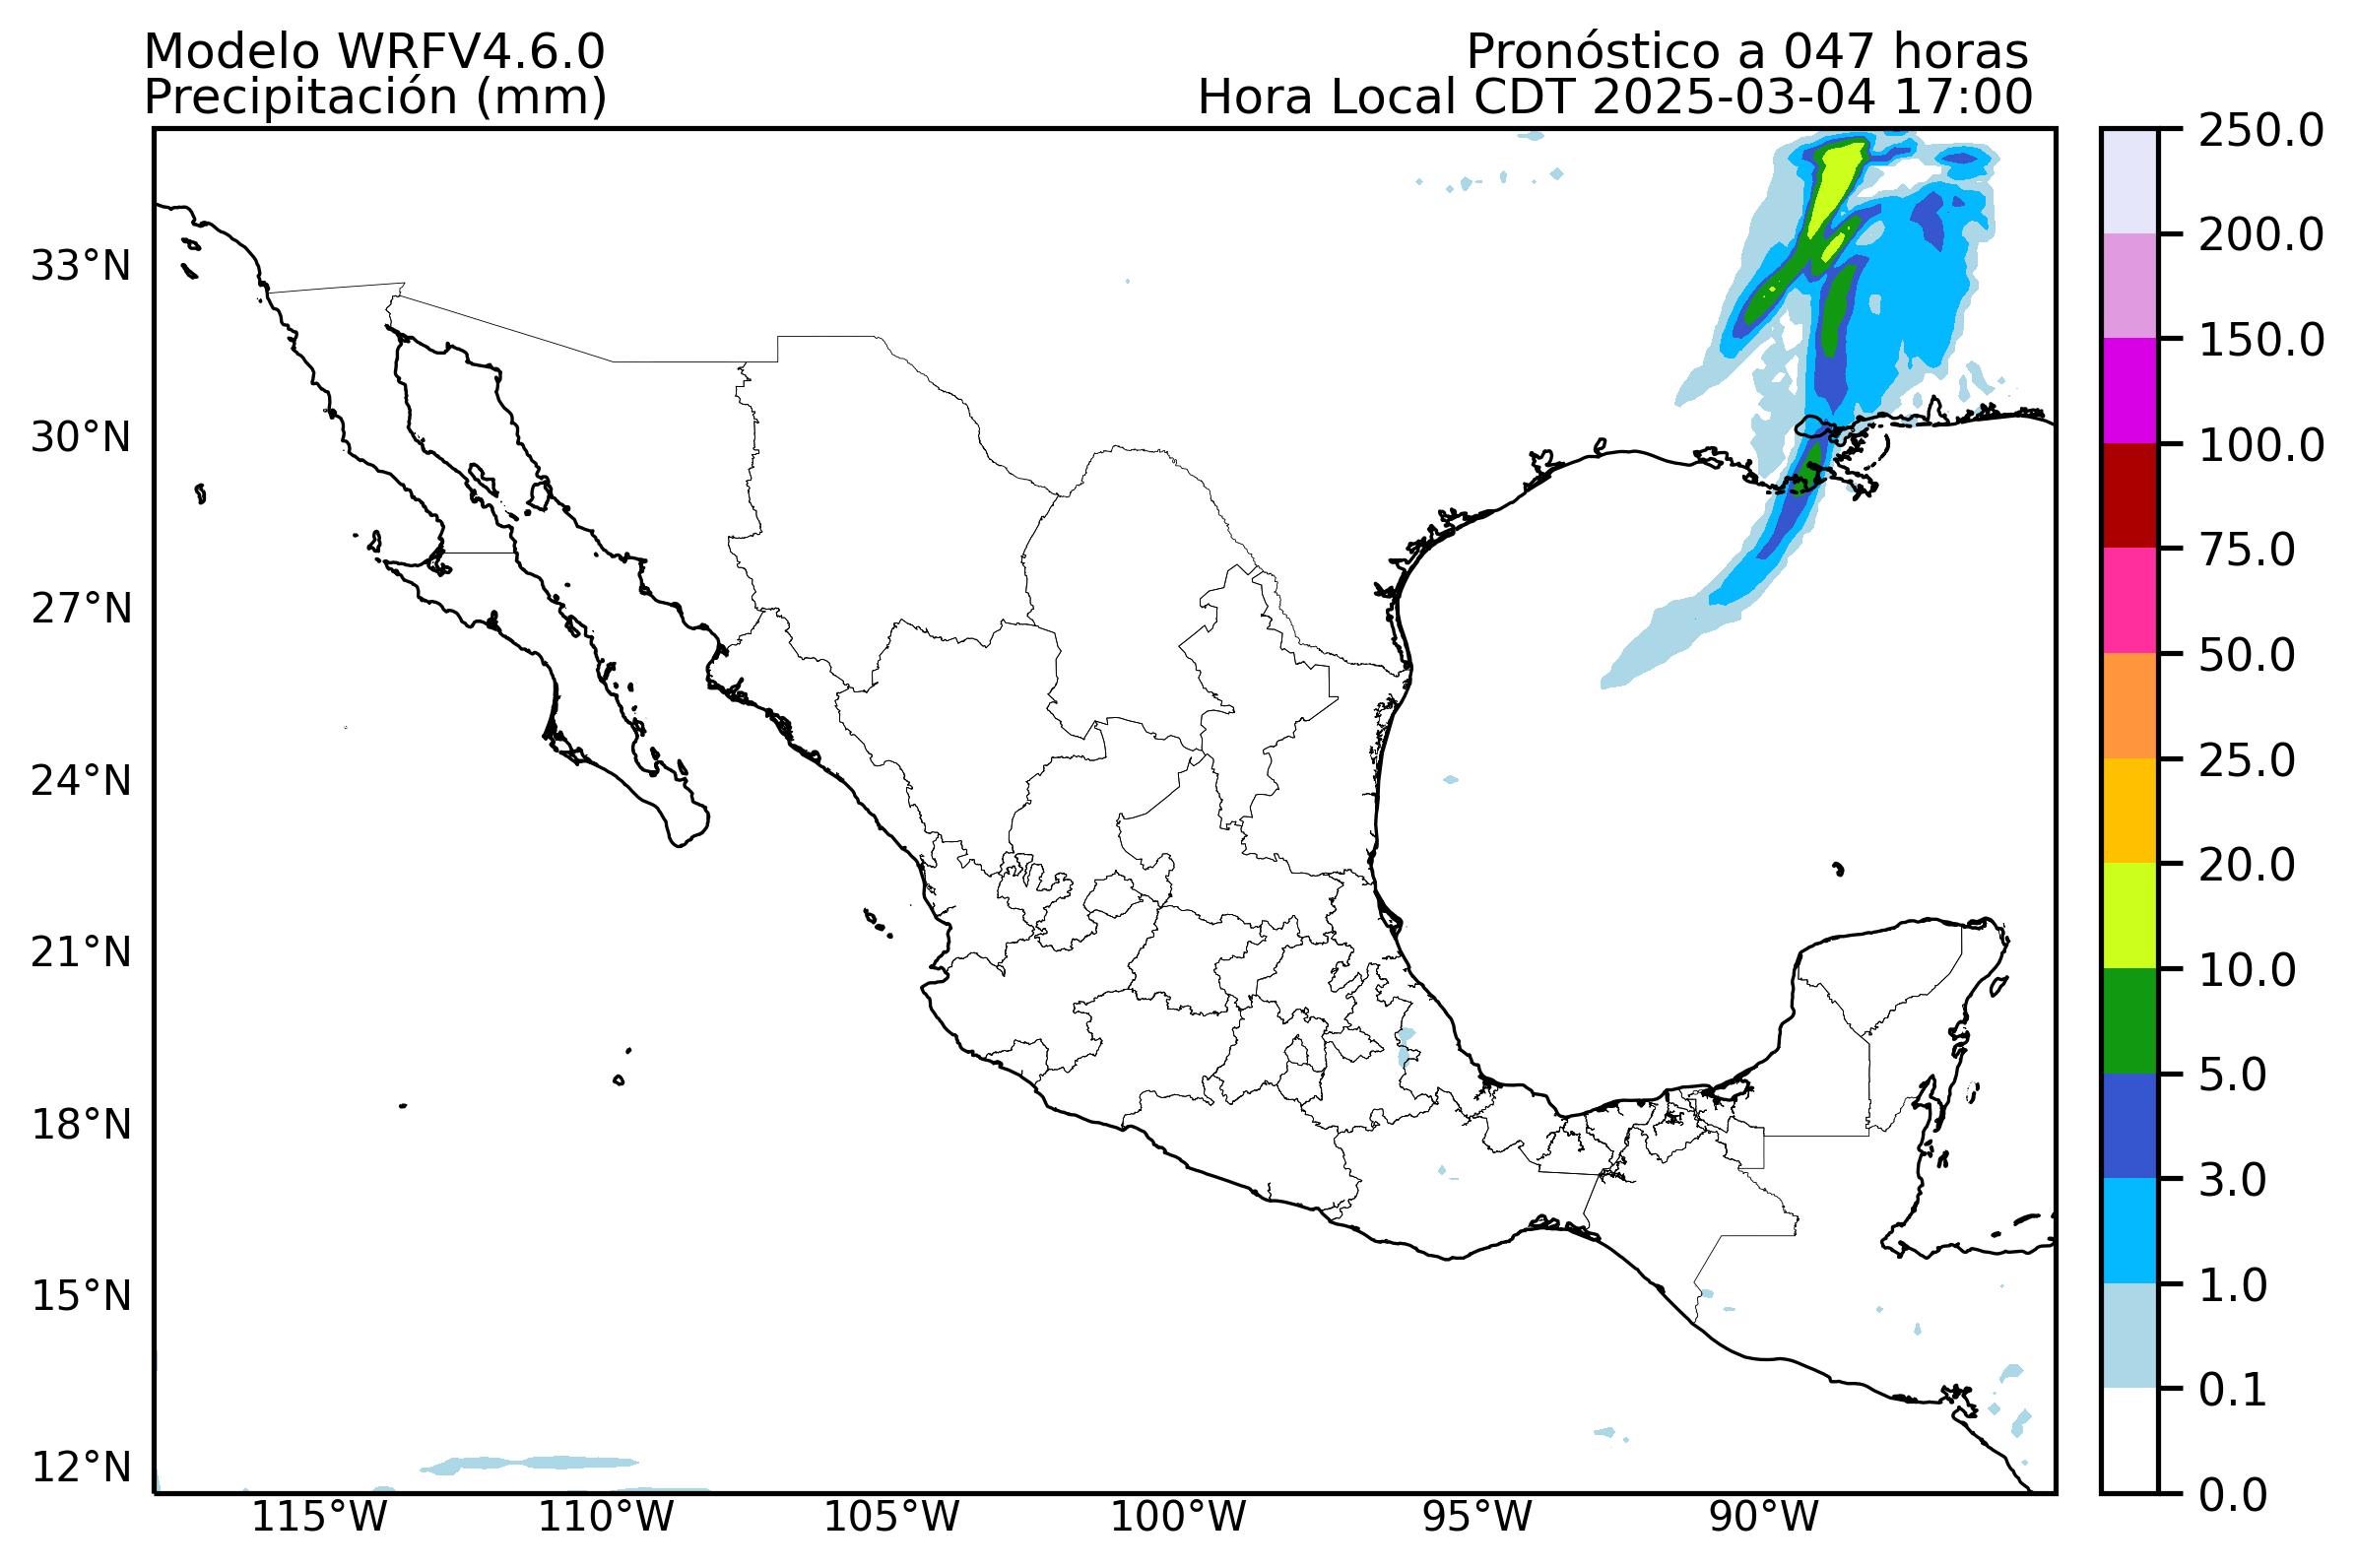 Modelo WRFV4.6.0
Pronóstico a 047 horas
Precipitación (mm)
Hora Local CDT 2025-03-04 17:00
33°N
30°N
27°N
24°N
21°N
18°N
15°N
12°N
115°W
110°W
105°W
100°W
95°W
90°W
250.0
200.0
150.0
100.0
75.0
50.0
25.0
20.0
10.0
5.0
3.0
1.0
0.1
0.0